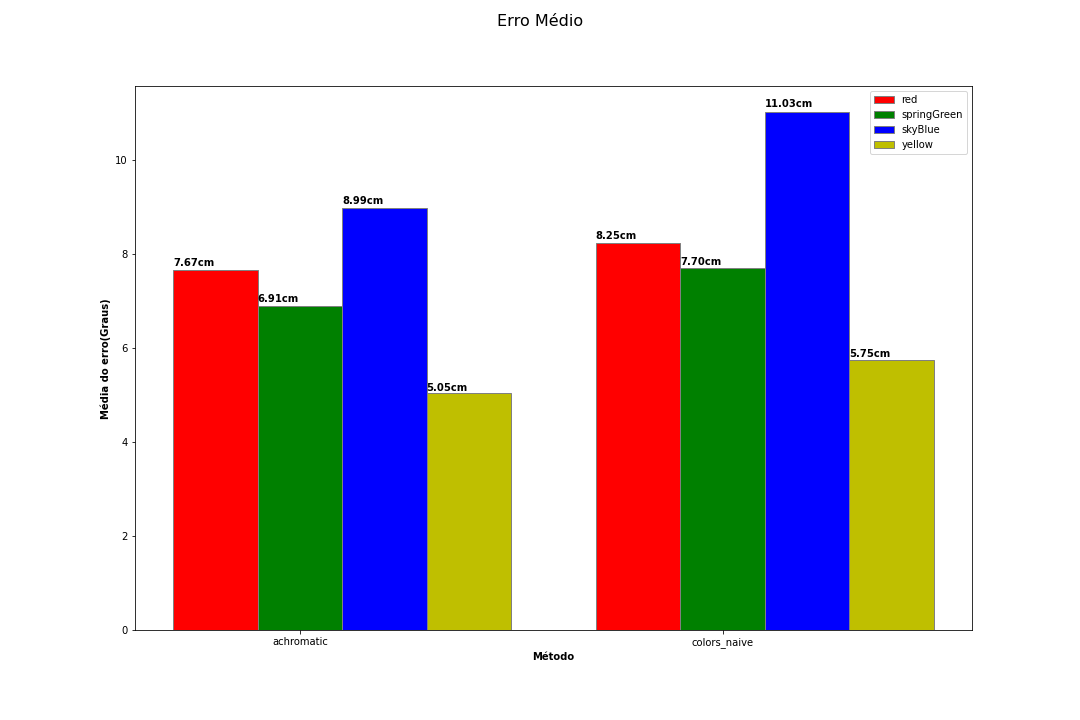 Erro Médio
11.03cm
red
springGreen
skyBlue
yellow
10
8.99cm
8
8.25cm
7.67cm
7.70cm
6.91cm
6
5.75cm
5.05cm
4
2
0
Média do erro(Graus)
achromatic
colors_naive
Método